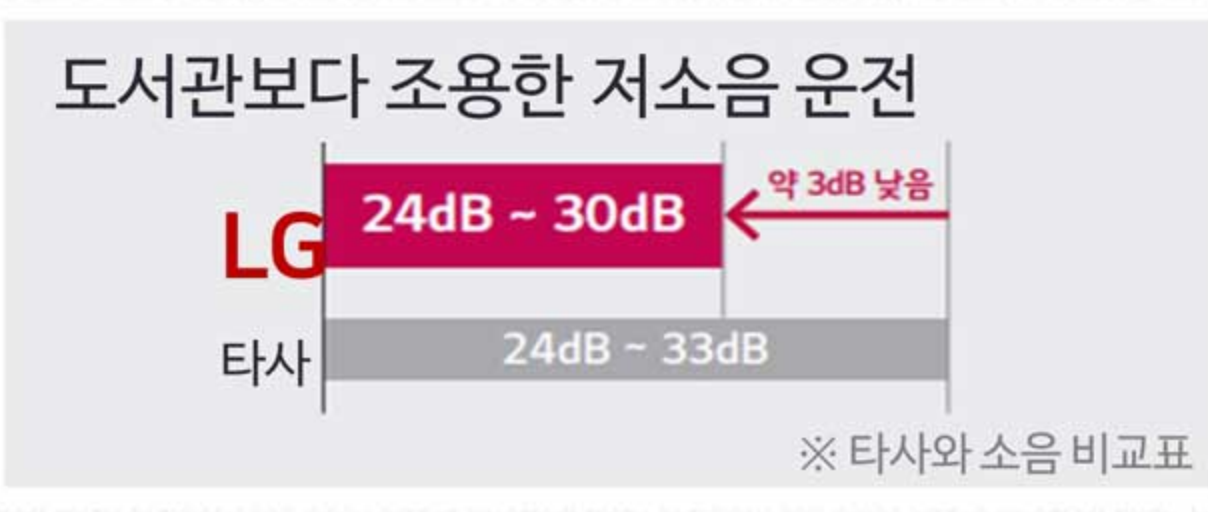 도서관보다 조용한 저소음 운전
약 3dB 낮음
LG 24dB ~ 30dB
타사 24dB ~ 33dB
※ 타사와 소음 비교표